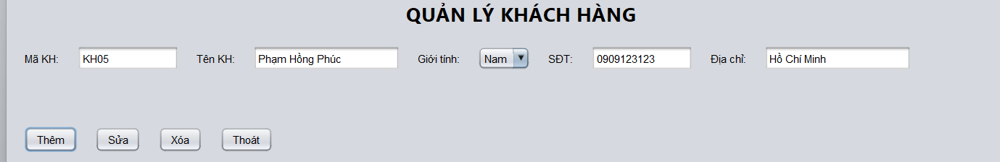 QUẢN LÝ KHÁCH HÀNG
Mã KH: KH05 Tên KH: Phạm Hồng Phúc Giới tính: Nam SĐT: 0909123123 Địa chỉ: Hồ Chí Minh
Thêm Sửa Xóa Thoát